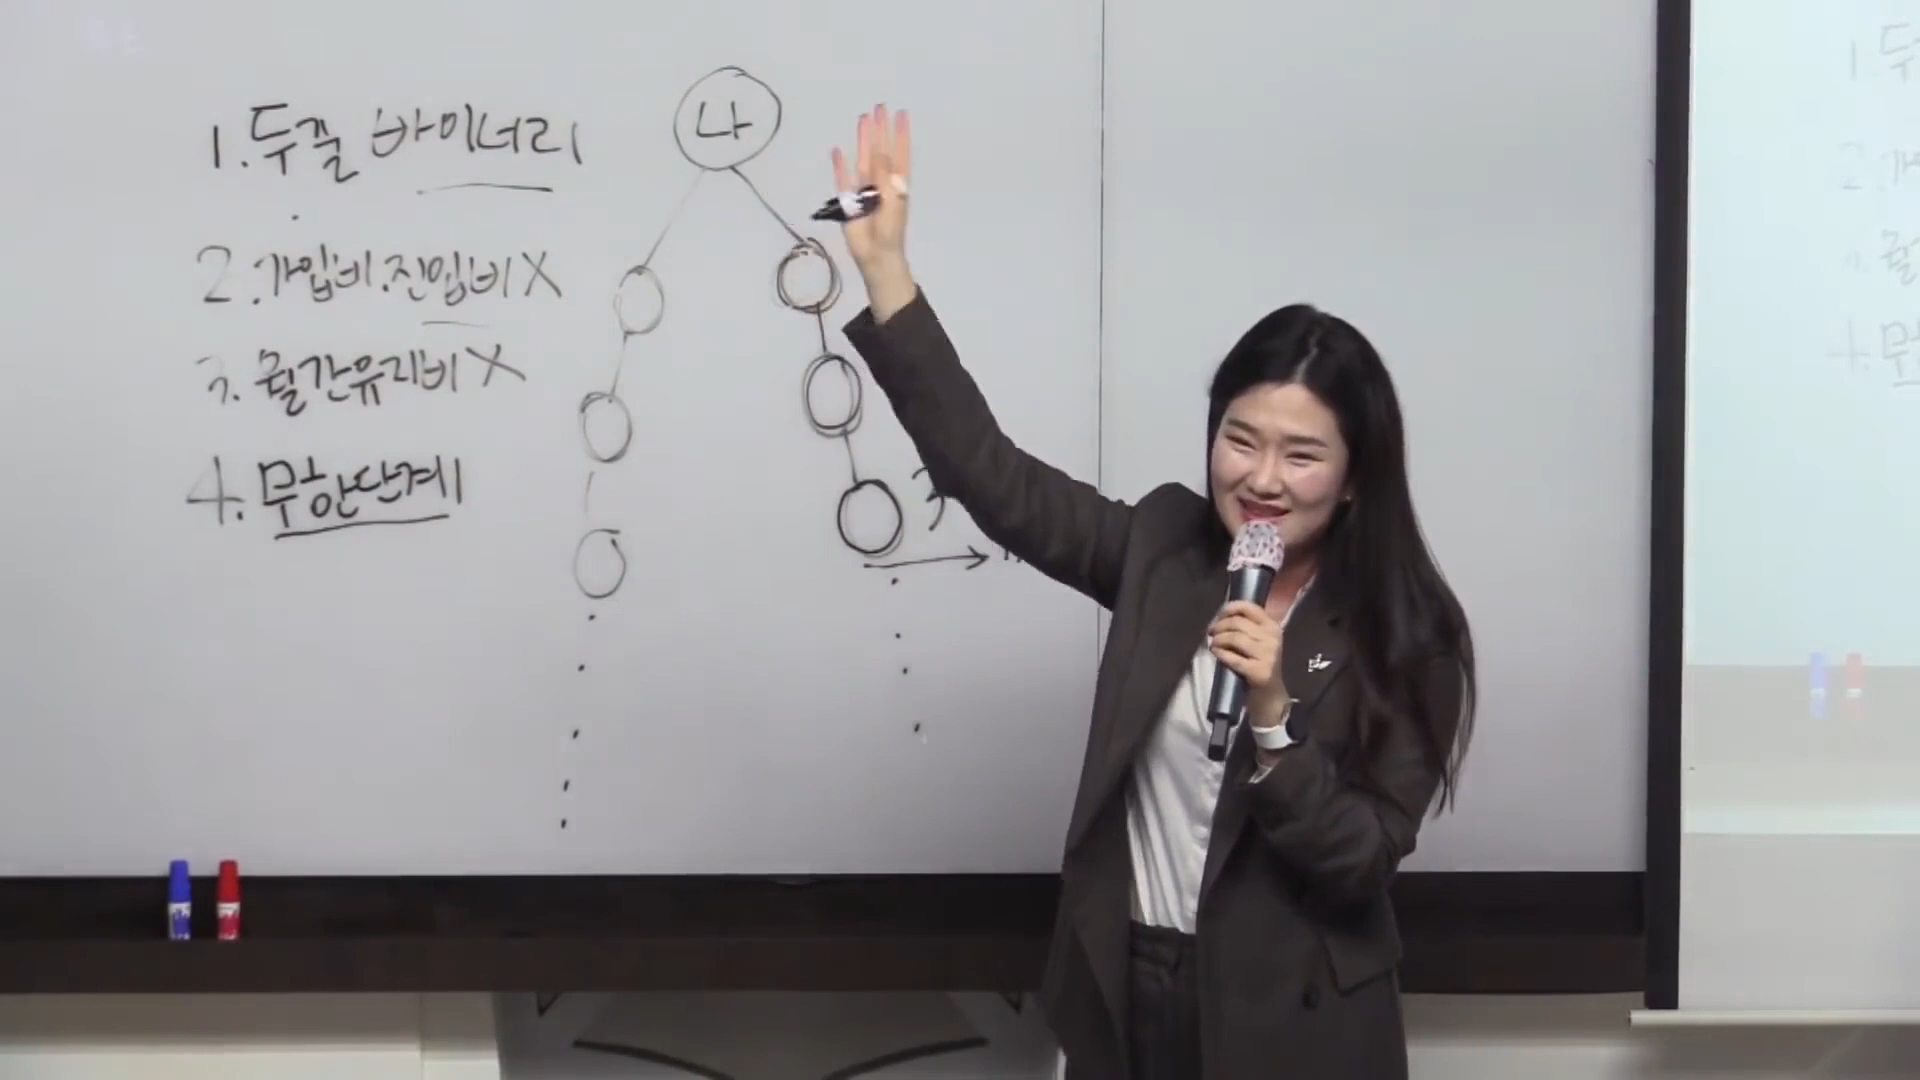 1. 두줄 바이너리
나
2. 가입비.진입비 X
3. 월간유지비 X
4. 무한단계
3